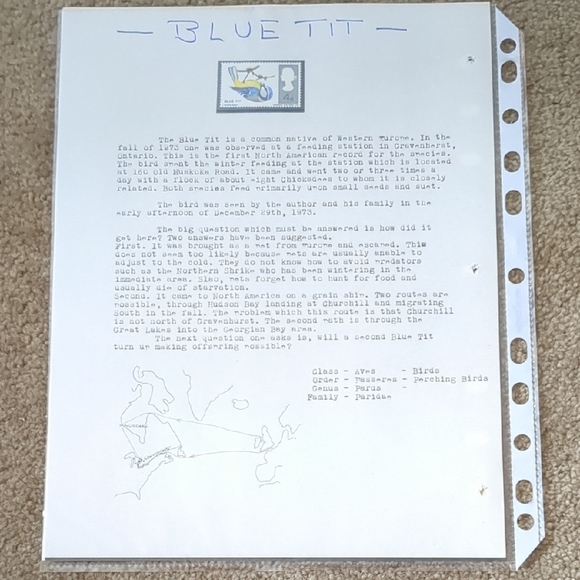 — BLUE TIT —
BLUE TIT
The Blue Tit is a common native of Western Europe. In the
fall of 1973 one was observed at a feeding station in Gravenhurst,
Ontario. This is the first North American record for the species.
The bird spent the winter feeding at the station which is located
at 160 Old Muskoka Road. It came and went two or three times a
day with a flock of about eight Chickadees to whom it is closely
related. Both species feed primarily upon small seeds and suet.
The bird was seen by the author and his family in the
early afternoon of December 29th, 1973.
The big question which must be answered is how did it
get here? Two answers have been suggested.
First. It was brought as a pet from Europe and escaped. This
does not seem too likely because pets are usually unable to
adjust to the cold. They do not know how to avoid predators
such as the Northern Shrike who has been wintering in the
immediate area. Slao, pets forget how to hunt for food and
usually die of starvation.
Second. It came to North America on a grain ship. Two routes are
possible, through Hudson Bay landing at Churchill and migrating
South in the fall. The problem which this route is that Churchill
is not north of Gravenhurst. The second path is through the
Great Lakes into the Georgian Bay area.
The next question one asks is, will a second Blue Tit
turn up making offspring possible?
Class - Aves - Birds
Order - Passeres - Perching Birds
Genus - Parus -
Family - Paridae